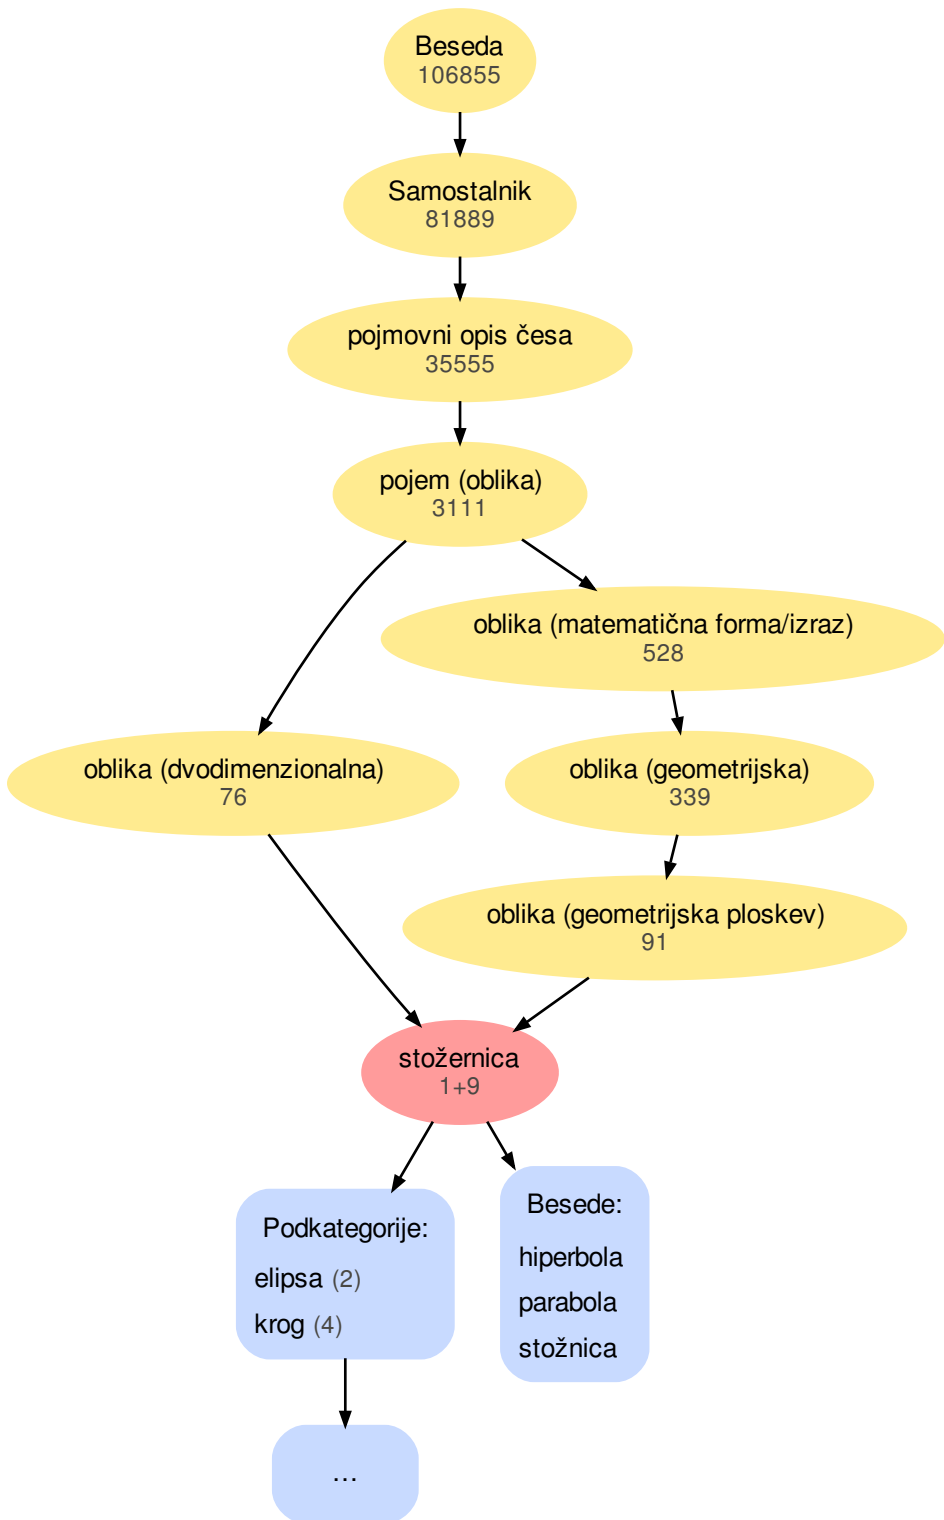 Beseda
106855
Samostalnik
81889
pojmovni opis česa
35555
pojem (oblika)
3111
oblika (matematična forma/izraz)
528
oblika (dvodimenzionalna)
76
oblika (geometrijska)
339
oblika (geometrijska ploskev)
91
stožernica
1+9
Podkategorije:
elipsa (2)
krog (4)
Besede:
hiperbola
parabola
stožnica
…